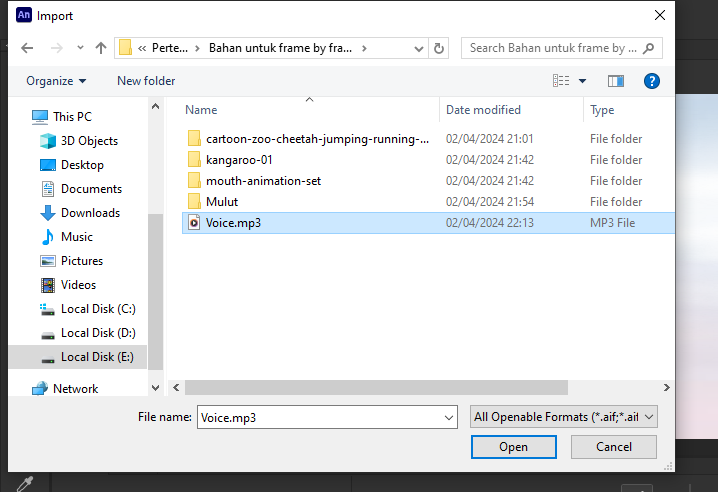 An Import
« Perte... Bahan untuk frame by fra...
Search Bahan untuk frame by ...
Organize New folder
Name Date modified Type
This PC
3D Objects
Desktop
Documents
Downloads
Music
Pictures
Videos
Local Disk (C:)
Local Disk (D:)
Local Disk (E:)
Network
cartoon-zoo-cheetah-jumping-running-... 02/04/2024 21:01 File folder
kangaroo-01 02/04/2024 21:42 File folder
mouth-animation-set 02/04/2024 21:42 File folder
Mulut 02/04/2024 21:54 File folder
Voice.mp3 02/04/2024 22:13 MP3 File
File name: Voice.mp3 All Openable Formats (*.aif;*.aif
Open Cancel